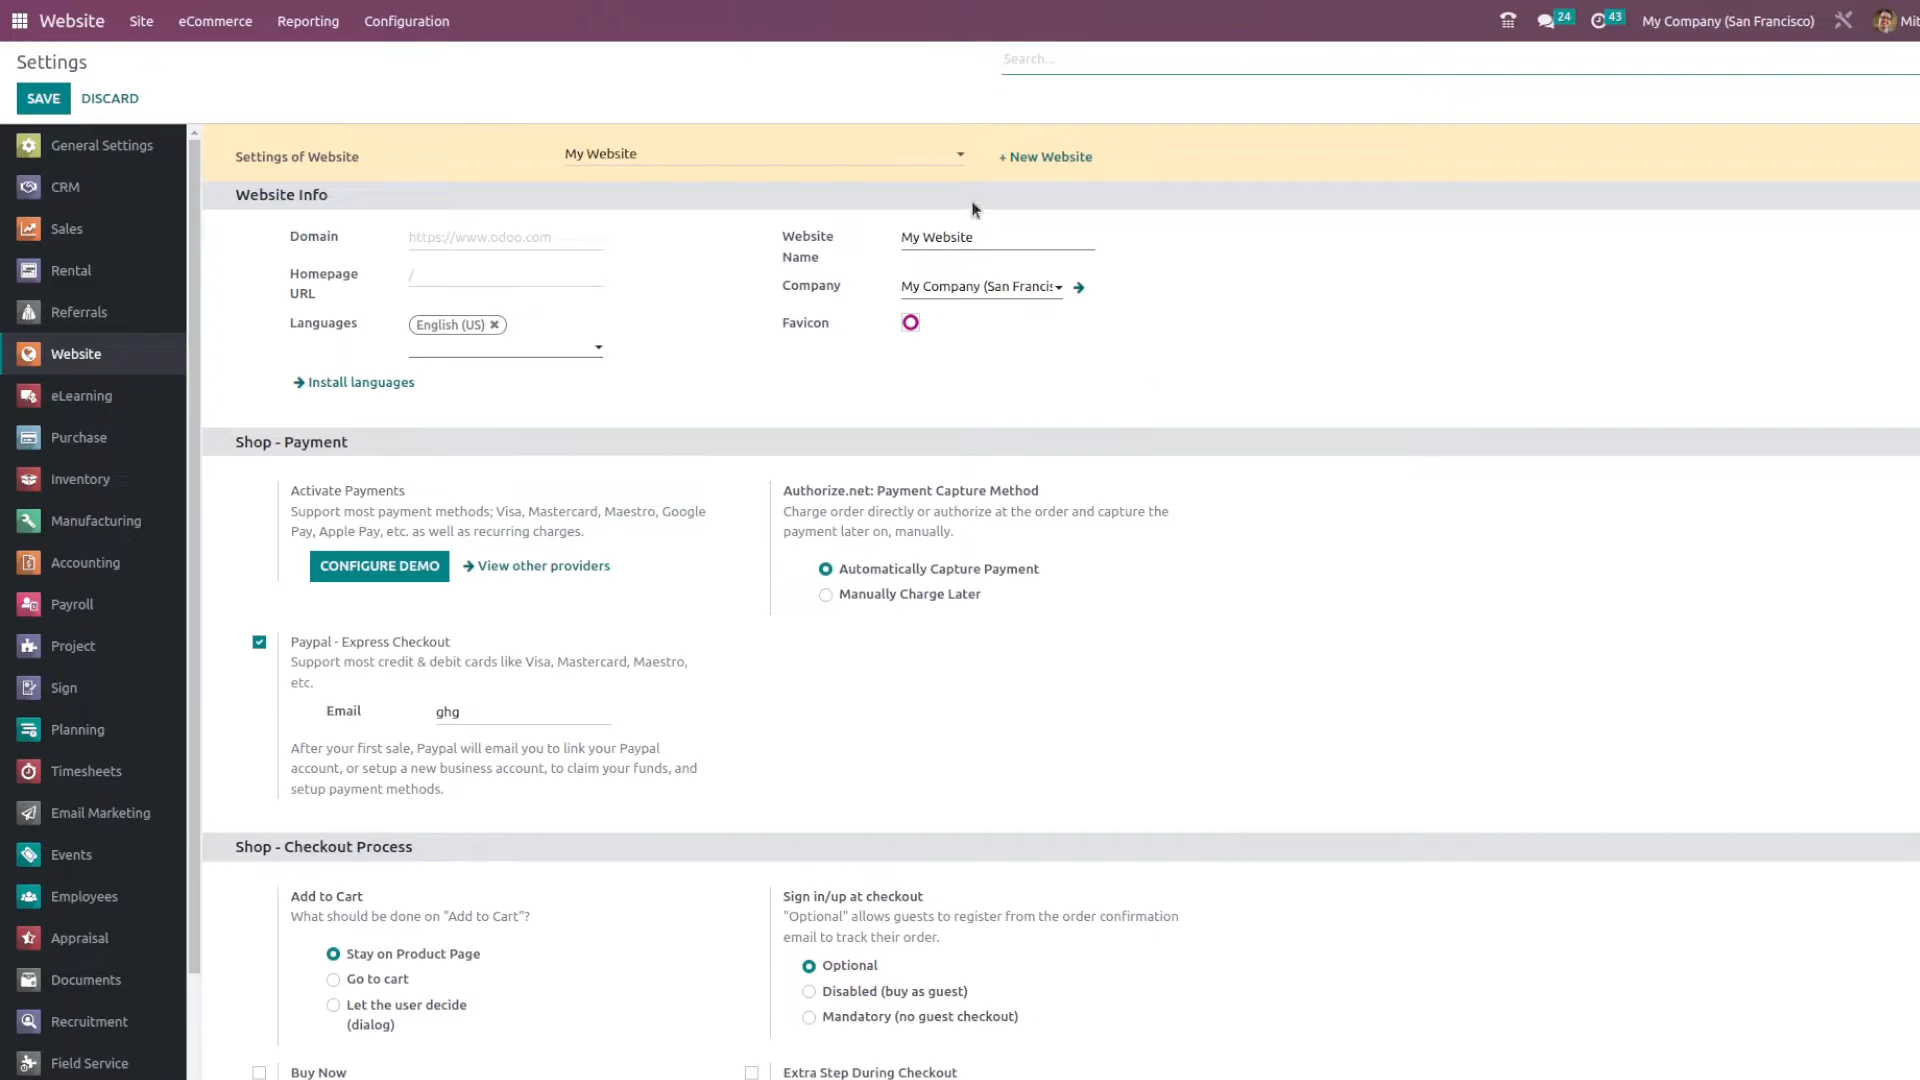 Website Site eCommerce Reporting Configuration 24 43 My Company (San Francisco) Mit
Settings
Search...
SAVE DISCARD
General Settings
CRM
Sales
Rental
Referrals
Website
eLearning
Purchase
Inventory
Manufacturing
Accounting
Payroll
Project
Sign
Planning
Timesheets
Email Marketing
Events
Employees
Appraisal
Documents
Recruitment
Field Service
Settings of Website My Website + New Website
Website Info
Domain https://www.odoo.com
Homepage
URL
/
Languages English (US)
Install languages
Website
Name
My Website
Company My Company (San Francis
Favicon
Shop - Payment
Activate Payments
Support most payment methods; Visa, Mastercard, Maestro, Google
Pay, Apple Pay, etc. as well as recurring charges.
CONFIGURE DEMO View other providers
Authorize.net: Payment Capture Method
Charge order directly or authorize at the order and capture the
payment later on, manually.
Automatically Capture Payment
Manually Charge Later
Paypal - Express Checkout
Support most credit & debit cards like Visa, Mastercard, Maestro,
etc.
Email ghg
After your first sale, Paypal will email you to link your Paypal
account, or setup a new business account, to claim your funds, and
setup payment methods.
Shop - Checkout Process
Add to Cart
What should be done on "Add to Cart"?
Stay on Product Page
Go to cart
Let the user decide
(dialog)
Sign in/up at checkout
"Optional" allows guests to register from the order confirmation
email to track their order.
Optional
Disabled (buy as guest)
Mandatory (no guest checkout)
Buy Now
Extra Step During Checkout